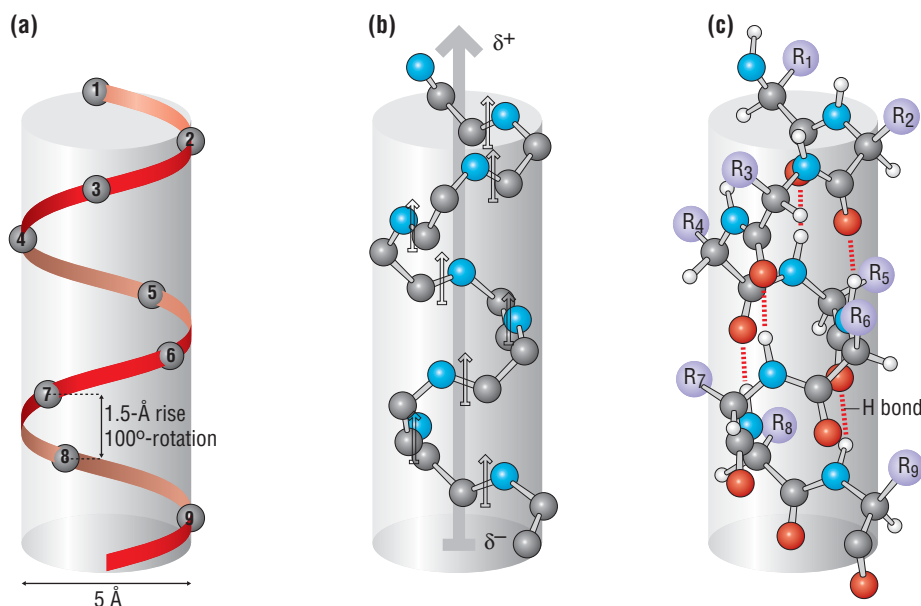 (a)
1
2
3
4
5
6
7
1.5-Å rise
100º-rotation
8
9
5 Å
(b)
δ+
δ−
(c)
R1
R2
R3
R4
R5
R6
R7
H bond
R8
R9